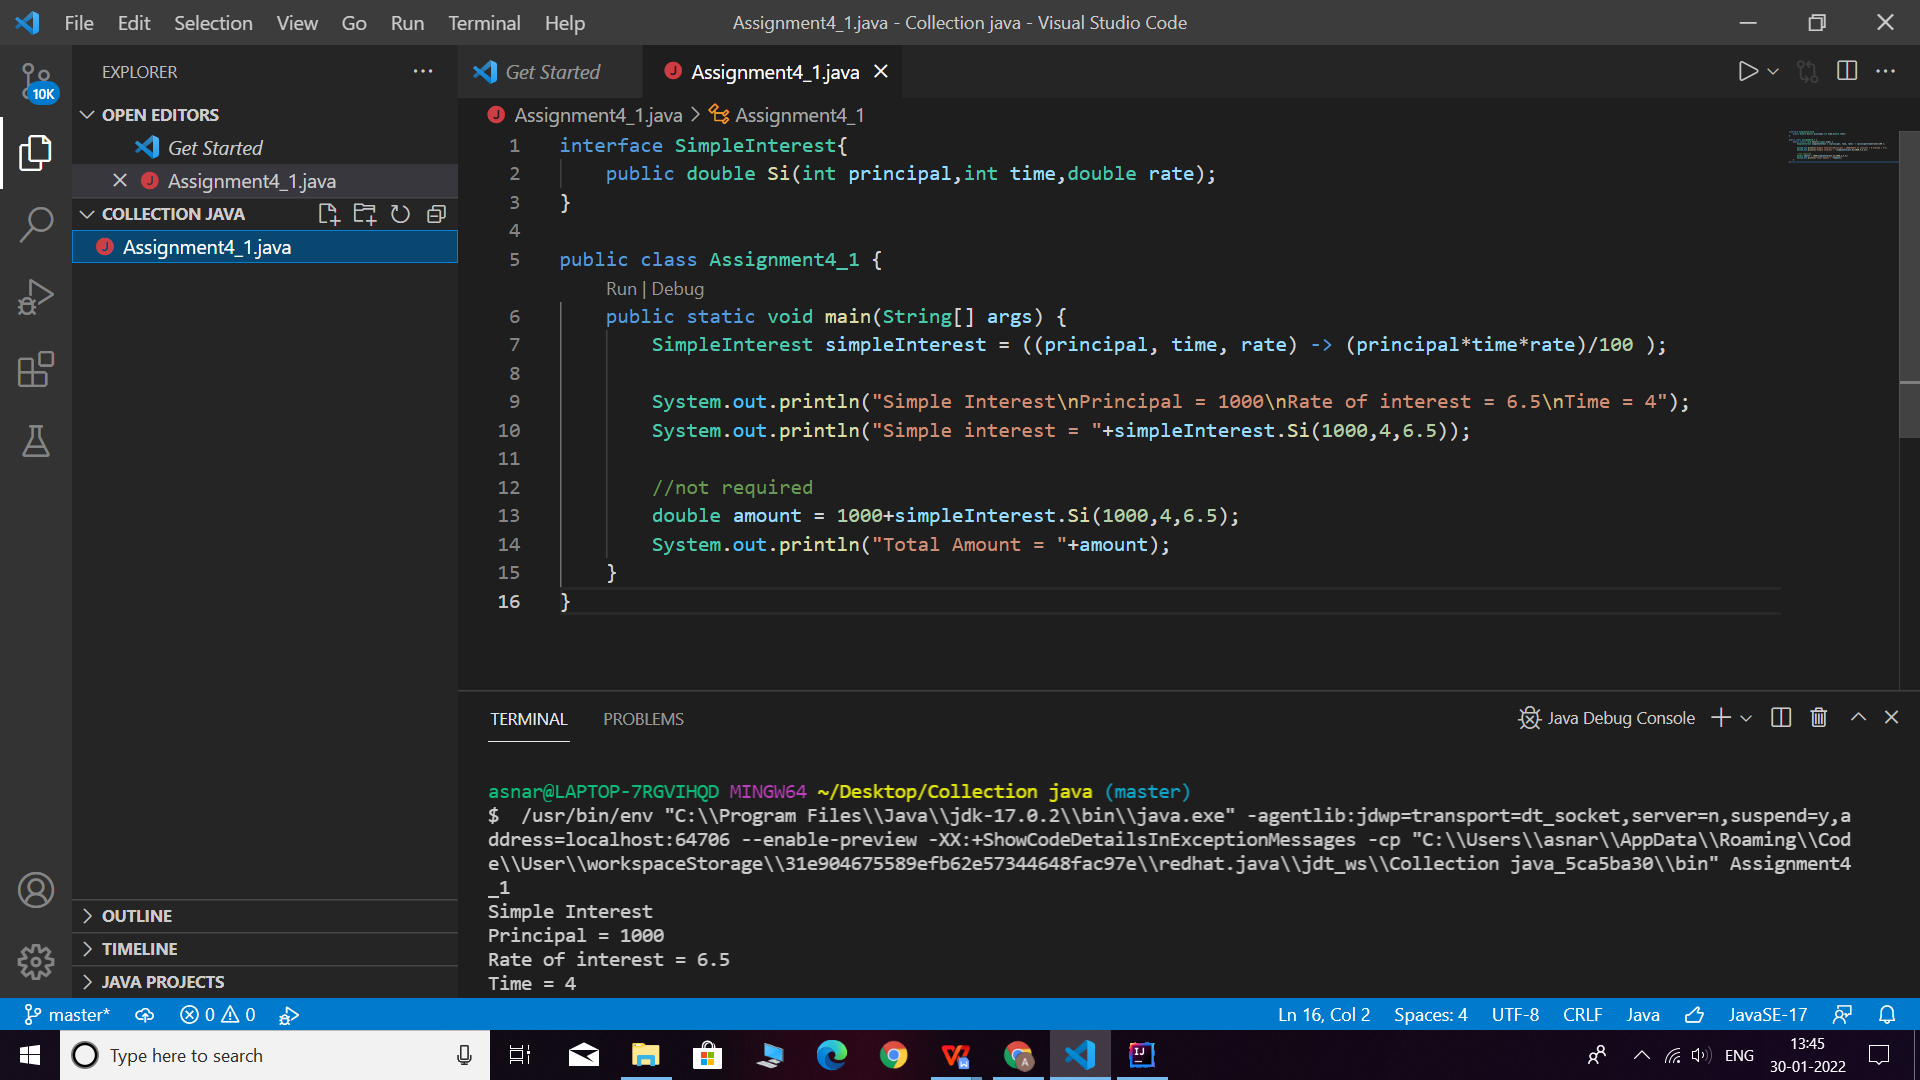 File Edit Selection View Go Run Terminal Help
Assignment4_1.java - Collection java - Visual Studio Code
10K
EXPLORER
OPEN EDITORS
Get Started
Assignment4_1.java
COLLECTION JAVA
Assignment4_1.java
OUTLINE
TIMELINE
JAVA PROJECTS
Get Started
Assignment4_1.java
Assignment4_1.java > Assignment4_1
1 interface SimpleInterest{
2 public double Si(int principal,int time,double rate);
3 }
4
5 public class Assignment4_1 {
Run | Debug
6 public static void main(String[] args) {
7 SimpleInterest simpleInterest = ((principal, time, rate) -> (principal*time*rate)/100 );
8
9 System.out.println("Simple Interest\nPrincipal = 1000\nRate of interest = 6.5\nTime = 4");
10 System.out.println("Simple interest = "+simpleInterest.Si(1000,4,6.5));
11
12 //not required
13 double amount = 1000+simpleInterest.Si(1000,4,6.5);
14 System.out.println("Total Amount = "+amount);
15 }
16 }
TERMINAL PROBLEMS
Java Debug Console
asnar@LAPTOP-7RGVIHQD MINGW64 ~/Desktop/Collection java (master)
$ /usr/bin/env "C:\\Program Files\\Java\\jdk-17.0.2\\bin\\java.exe" -agentlib:jdwp=transport=dt_socket,server=n,suspend=y,a
ddress=localhost:64706 --enable-preview -XX:+ShowCodeDetailsInExceptionMessages -cp "C:\\Users\\asnar\\AppData\\Roaming\\Cod
e\\User\\workspaceStorage\\31e904675589efb62e57344648fac97e\\redhat.java\\jdt_ws\\Collection java_5ca5ba30\\bin" Assignment4
_1
Simple Interest
Principal = 1000
Rate of interest = 6.5
Time = 4
master* 0 0
Ln 16, Col 2 Spaces: 4 UTF-8 CRLF Java JavaSE-17
Type here to search
ENG
13:45
30-01-2022